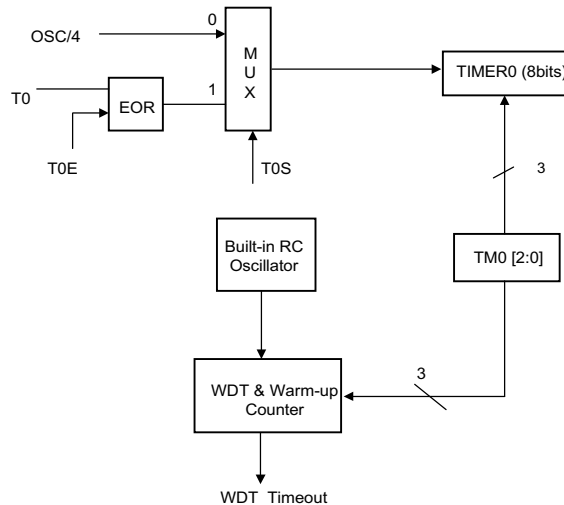 0
OSC/4
M
U
X
TIMER0 (8bits)
T0
EOR
1
T0E
T0S
3
Built-in RC
Oscillator
TM0 [2:0]
3
WDT & Warm-up
Counter
WDT Timeout